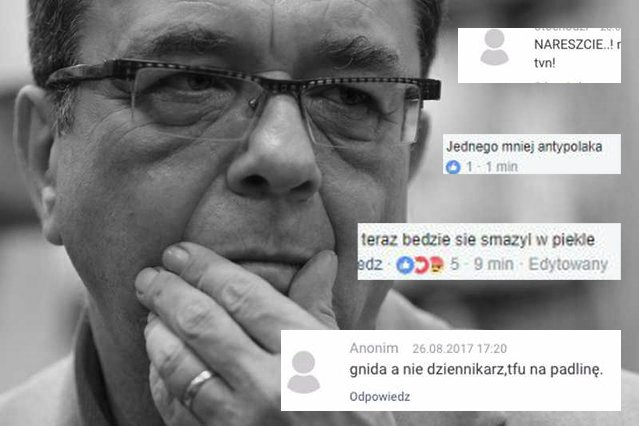 NARESZCIE..!
tvn!
Jednego mniej antypolaka
1 · 1 min
teraz bedzie sie smazyl w piekle
edz · 5 · 9 min · Edytowany
Anonim 26.08.2017 17:20
gnida a nie dziennikarz,tfu na padlinę.
Odpowiedz